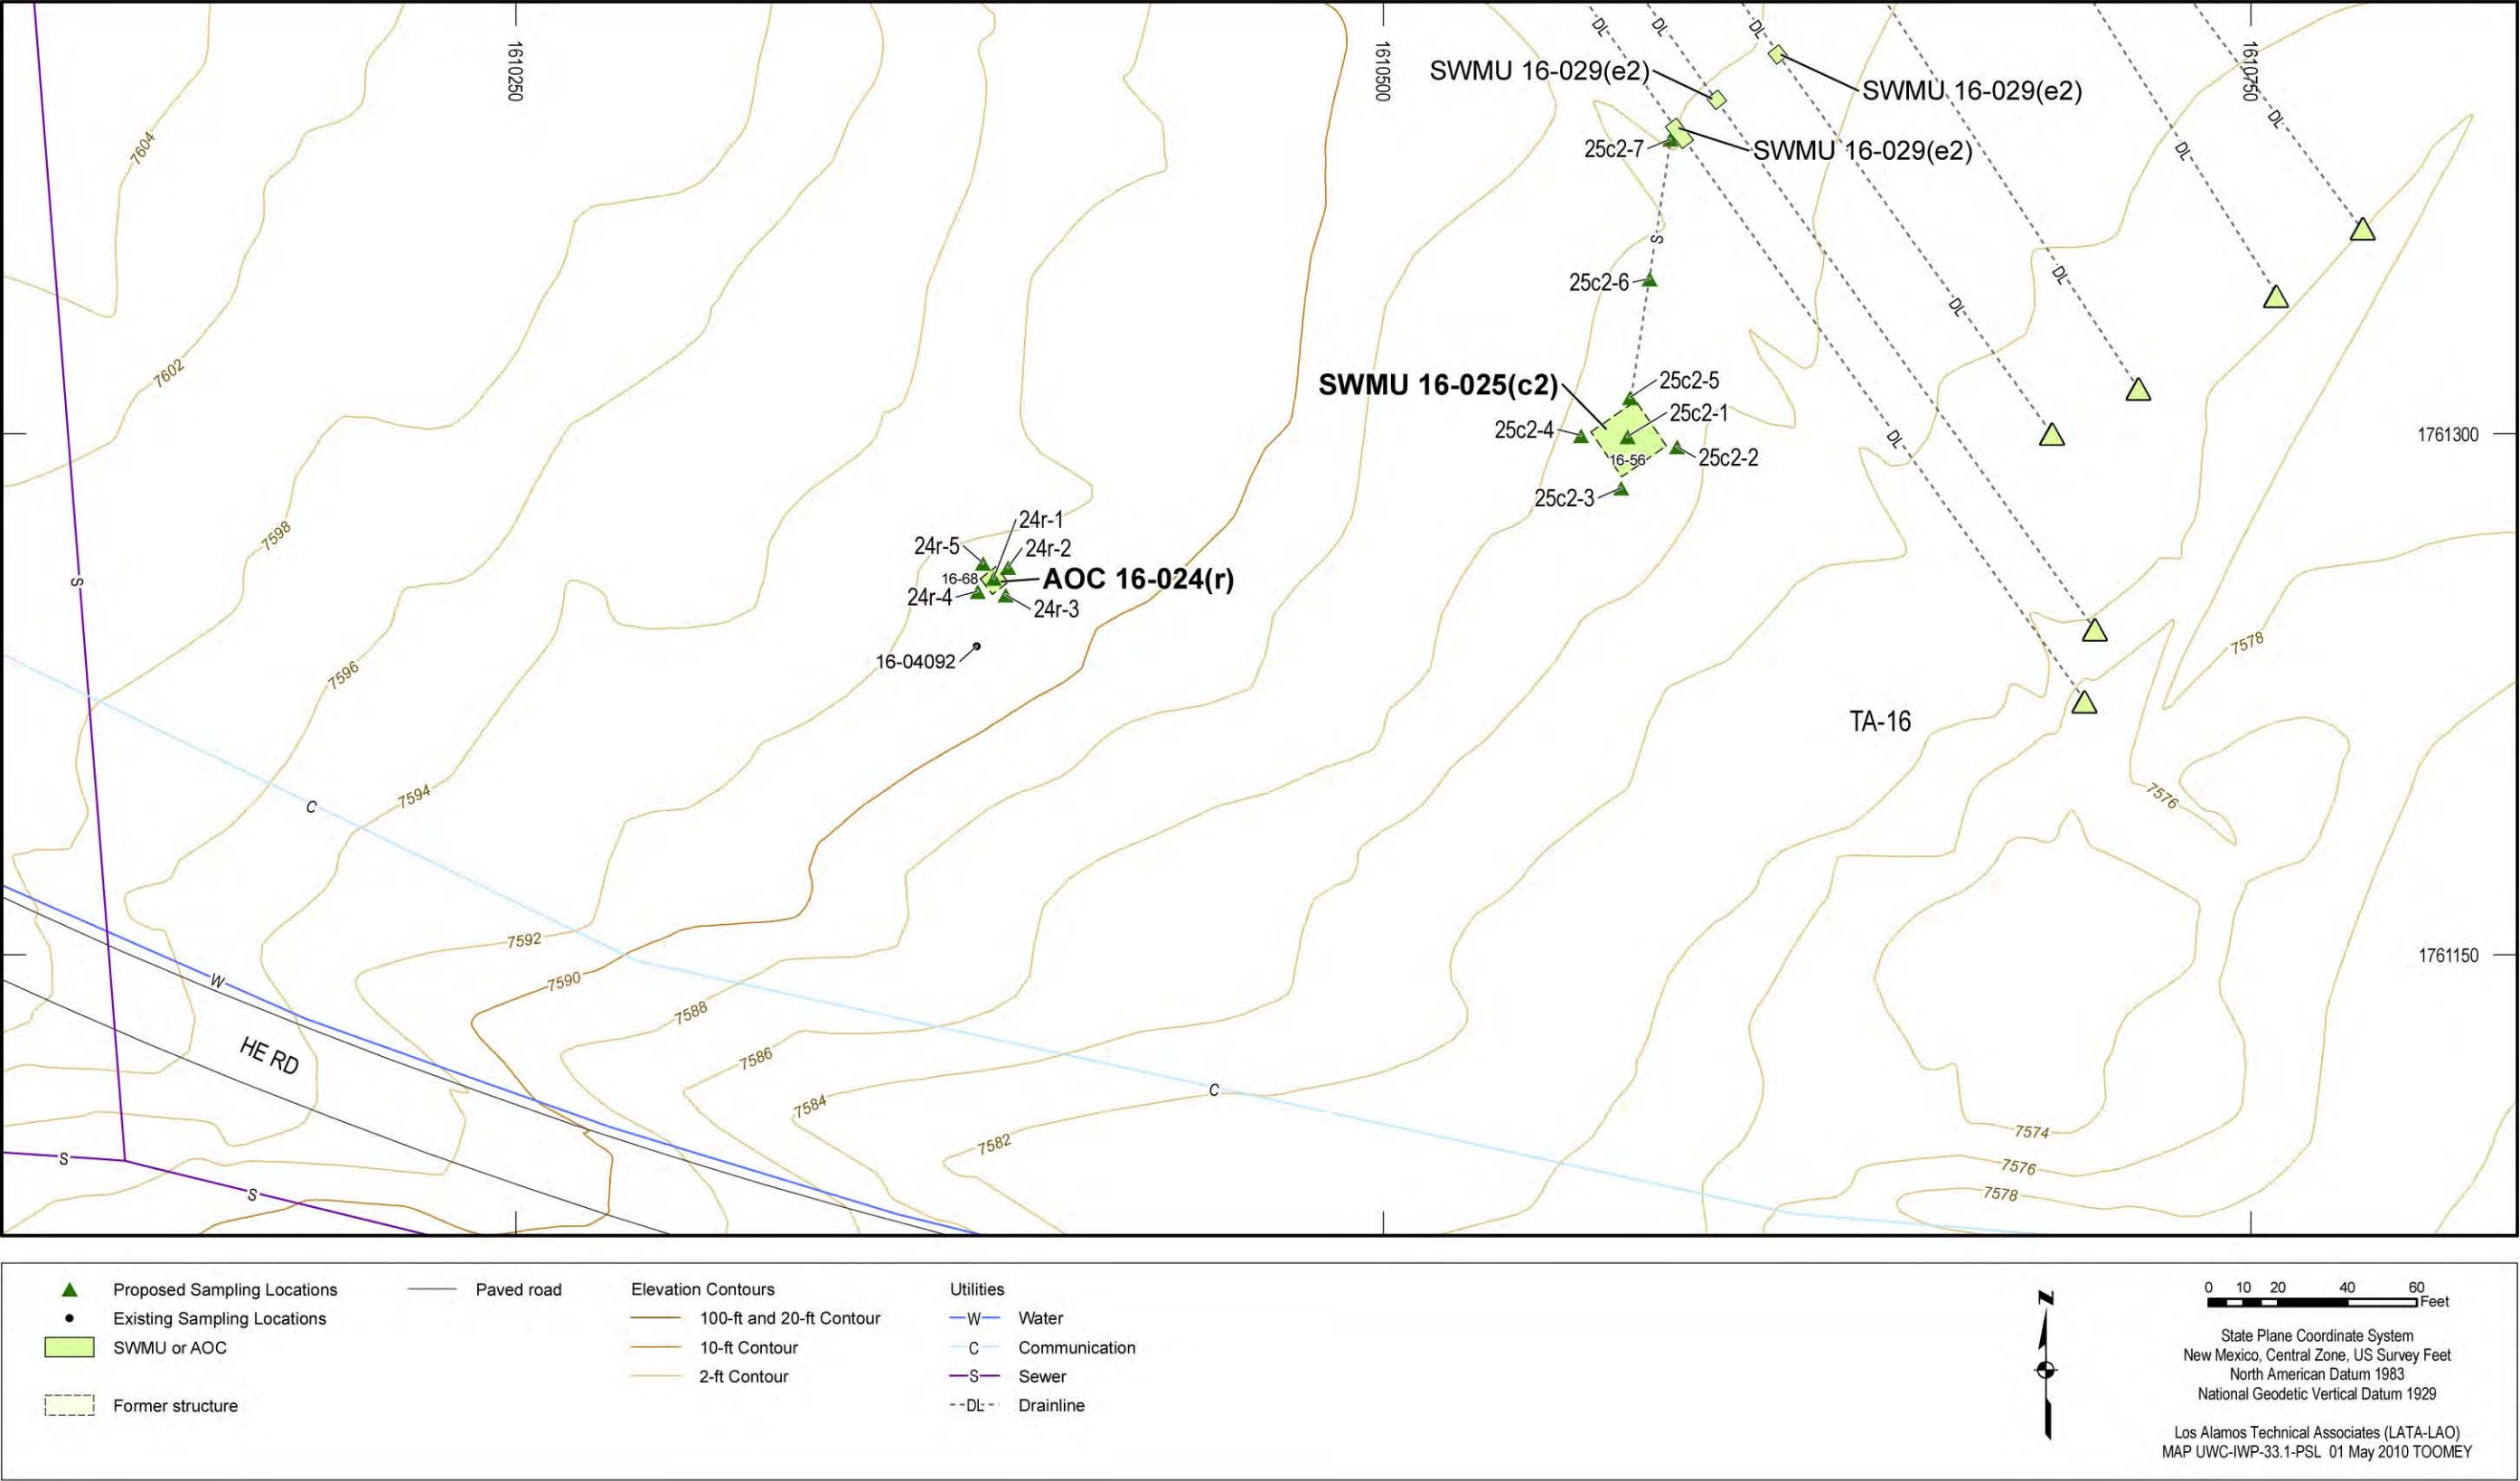 1610250
1610500
1610750
DL
DL
DL
SWMU 16-029(e2)
SWMU 16-029(e2)
DL
7604
25c2-7
SWMU 16-029(e2)
DL
S
25c2-6
DL
DL
7602
SWMU 16-025(c2)
25c2-5
25c2-1
25c2-4
DL
1761300
16-56
25c2-2
25c2-3
7598
24r-1
24r-5
24r-2
S
16-68
AOC 16-024(r)
24r-4
24r-3
16-04092
7578
7596
TA-16
7594
C
7576
7592
1761150
W
7590
7588
HE RD
7586
C
7584
7582
7574
S
7576
S
7578
Proposed Sampling Locations
Existing Sampling Locations
SWMU or AOC
Former structure
Paved road
Elevation Contours
100-ft and 20-ft Contour
10-ft Contour
2-ft Contour
Utilities
W Water
C Communication
S Sewer
DL Drainline
N
0 10 20 40 60
Feet
State Plane Coordinate System
New Mexico, Central Zone, US Survey Feet
North American Datum 1983
National Geodetic Vertical Datum 1929
Los Alamos Technical Associates (LATA-LAO)
MAP UWC-IWP-33.1-PSL 01 May 2010 TOOMEY